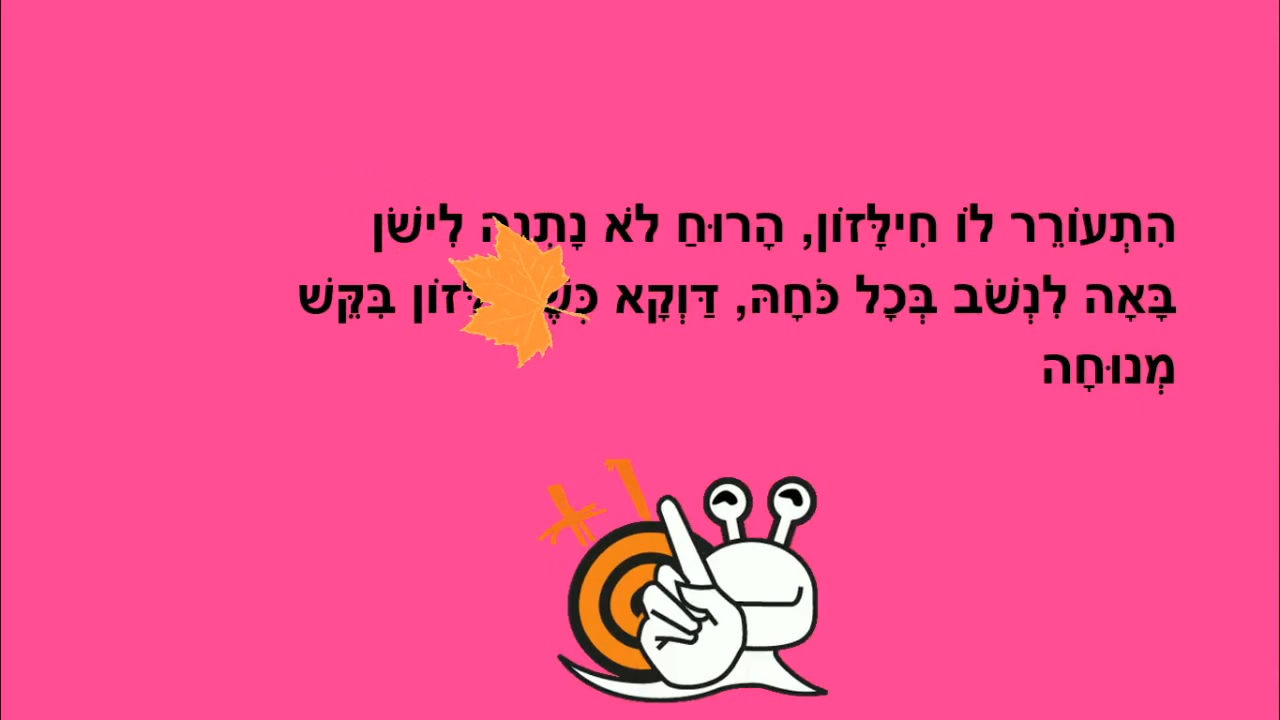 הִתְעוֹרֵר לוֹ חִילָּזוֹן, הָרוּחַ לֹא נָתְנָה לִישֹׁן
בָּאָה לִנְשֹׁב בְּכָל כֹּחָהּ, דַּוְקָא בִּקֵּשׁ
מְנוּחָה